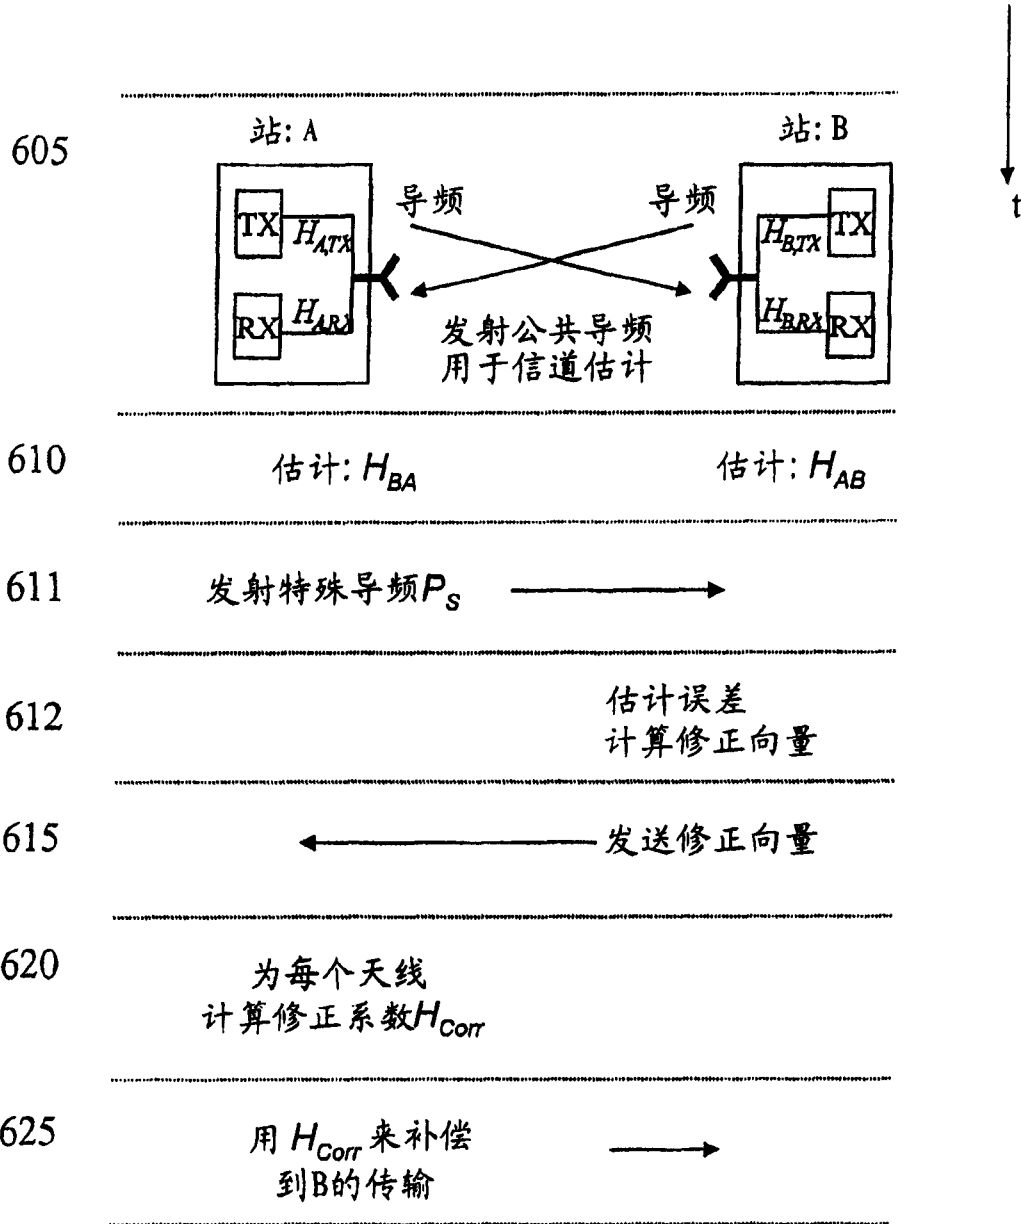 605
站: A
站: B
t
TX
H_{A,TX}
RX
H_{A,RX}
导频
导频
H_{B,TX}
TX
H_{B,RX}
RX
发射公共导频
用于信道估计
610
估计: H_{BA}
估计: H_{AB}
611
发射特殊导频P_S
612
估计误差
计算修正向量
615
发送修正向量
620
为每个天线
计算修正系数H_{Corr}
625
用 H_{Corr} 来补偿
到B的传输